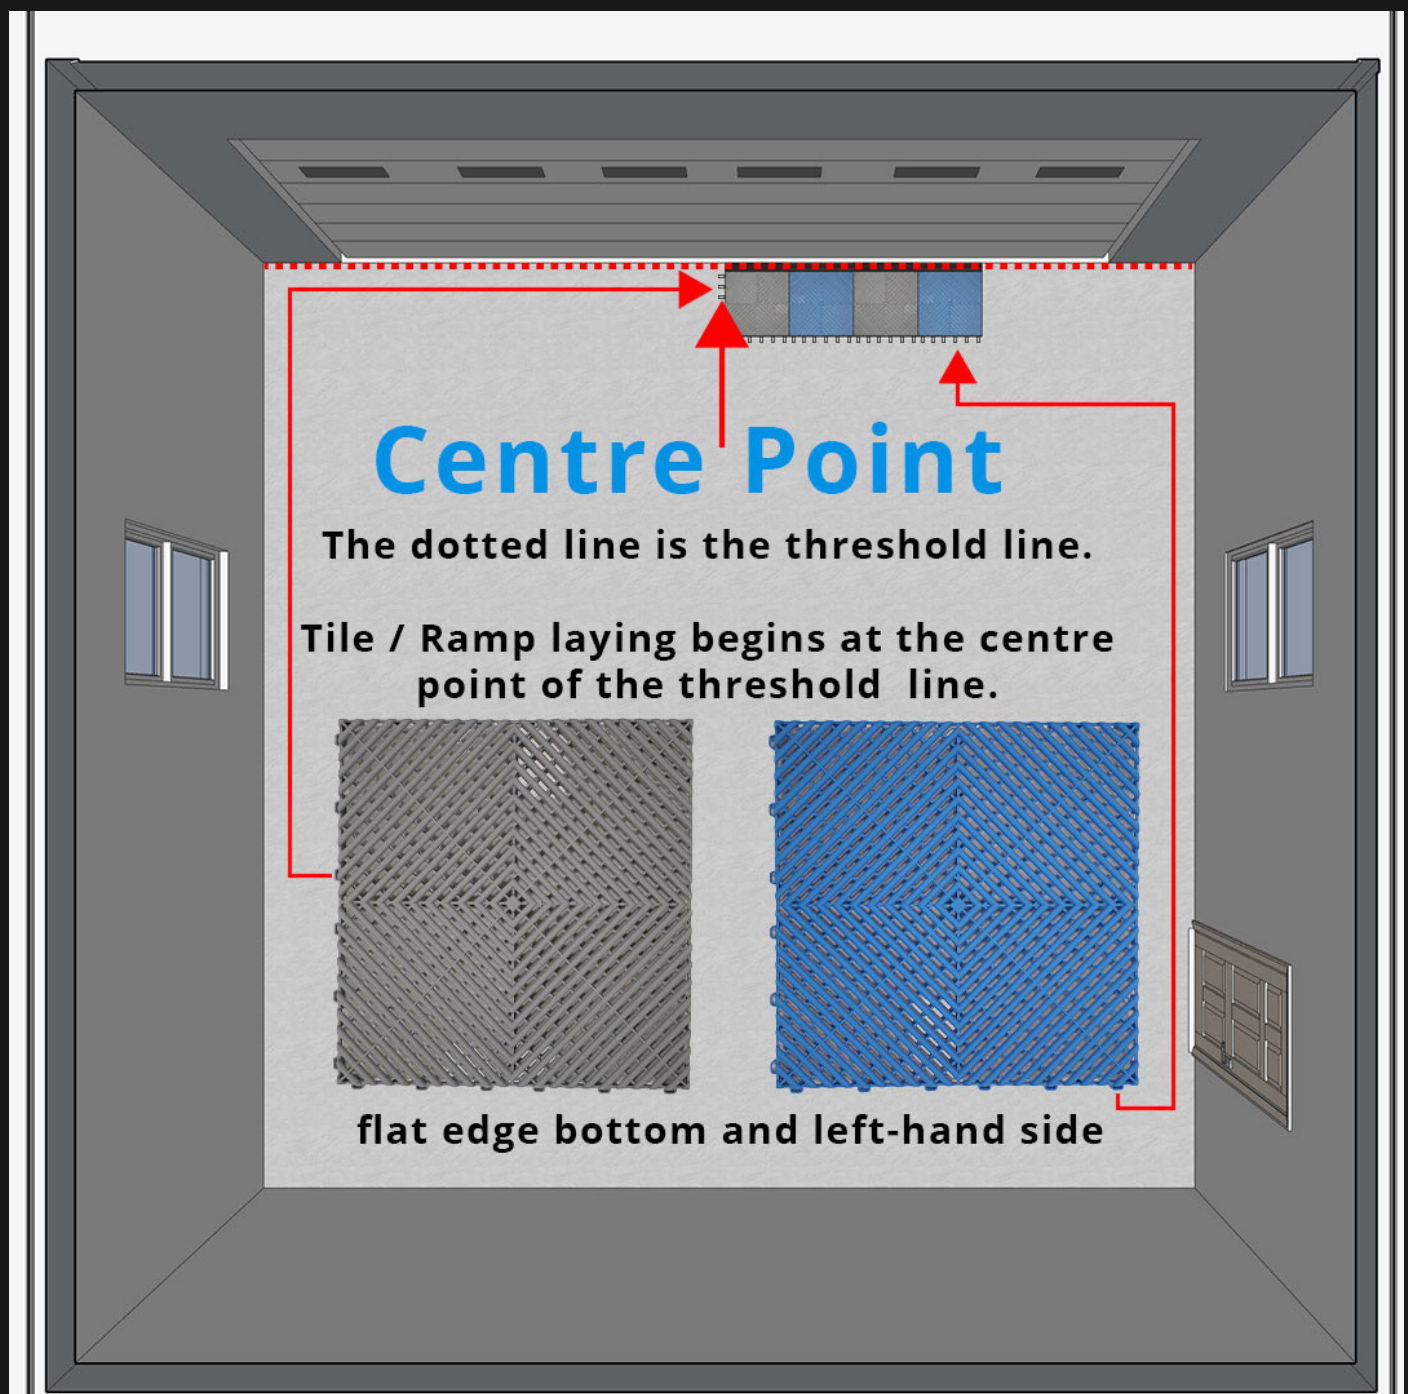 Centre Point
The dotted line is the threshold line.
Tile / Ramp laying begins at the centre
point of the threshold line.
flat edge bottom and left-hand side